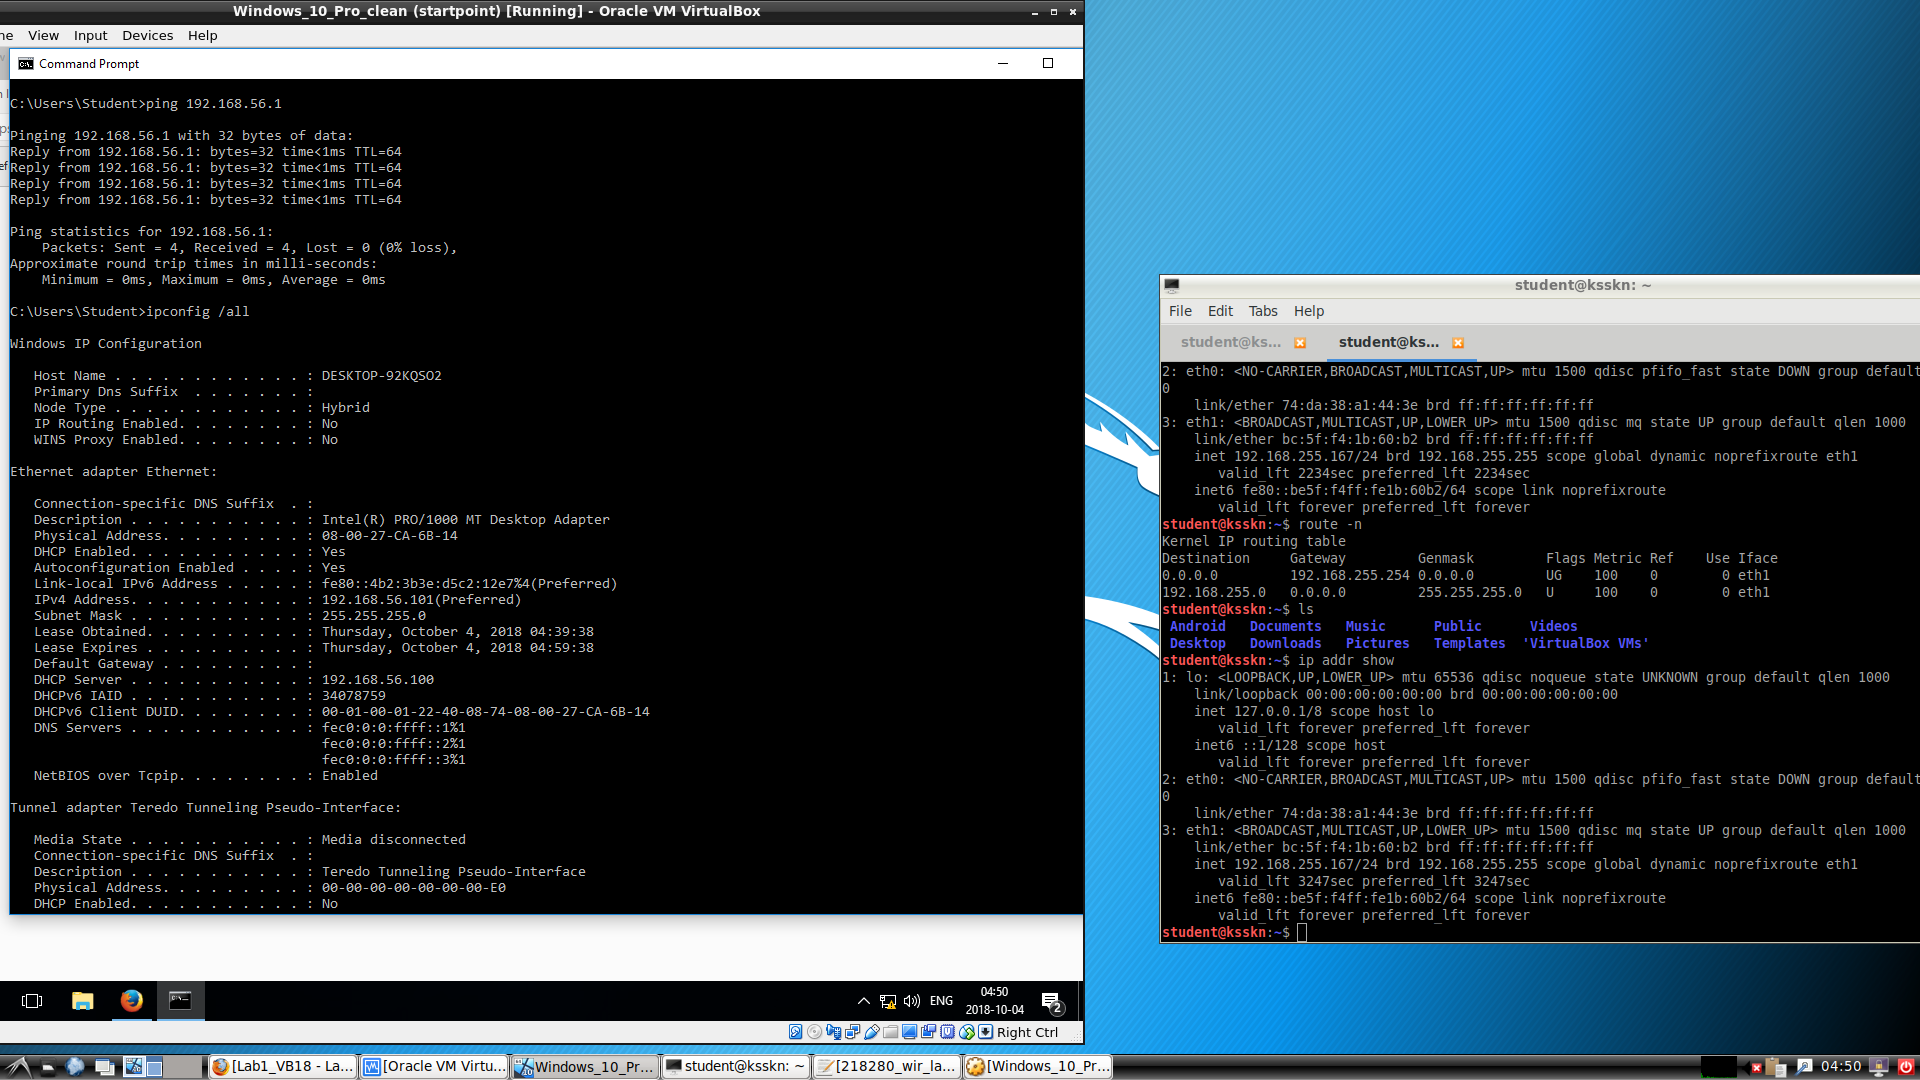 Windows_10_Pro_clean (startpoint) [Running] - Oracle VM VirtualBox
ne View Input Devices Help
Command Prompt
C:\Users\Student>ping 192.168.56.1
Pinging 192.168.56.1 with 32 bytes of data:
Reply from 192.168.56.1: bytes=32 time<1ms TTL=64
Reply from 192.168.56.1: bytes=32 time<1ms TTL=64
Reply from 192.168.56.1: bytes=32 time<1ms TTL=64
Reply from 192.168.56.1: bytes=32 time<1ms TTL=64
Ping statistics for 192.168.56.1:
Packets: Sent = 4, Received = 4, Lost = 0 (0% loss),
Approximate round trip times in milli-seconds:
Minimum = 0ms, Maximum = 0ms, Average = 0ms
C:\Users\Student>ipconfig /all
Windows IP Configuration
Host Name . . . . . . . . . . . . : DESKTOP-92KQSO2
Primary Dns Suffix . . . . . . . :
Node Type . . . . . . . . . . . . : Hybrid
IP Routing Enabled. . . . . . . . : No
WINS Proxy Enabled. . . . . . . . : No
Ethernet adapter Ethernet:
Connection-specific DNS Suffix . :
Description . . . . . . . . . . . : Intel(R) PRO/1000 MT Desktop Adapter
Physical Address. . . . . . . . . : 08-00-27-CA-6B-14
DHCP Enabled. . . . . . . . . . . : Yes
Autoconfiguration Enabled . . . . : Yes
Link-local IPv6 Address . . . . . : fe80::4b2:3b3e:d5c2:12e7%4(Preferred)
IPv4 Address. . . . . . . . . . . : 192.168.56.101(Preferred)
Subnet Mask . . . . . . . . . . . : 255.255.255.0
Lease Obtained. . . . . . . . . . : Thursday, October 4, 2018 04:39:38
Lease Expires . . . . . . . . . . : Thursday, October 4, 2018 04:59:38
Default Gateway . . . . . . . . . :
DHCP Server . . . . . . . . . . . : 192.168.56.100
DHCPv6 IAID . . . . . . . . . . . : 34078759
DHCPv6 Client DUID. . . . . . . . : 00-01-00-01-22-40-08-74-08-00-27-CA-6B-14
DNS Servers . . . . . . . . . . . : fec0:0:0:ffff::1%1
fec0:0:0:ffff::2%1
fec0:0:0:ffff::3%1
NetBIOS over Tcpip. . . . . . . . : Enabled
Tunnel adapter Teredo Tunneling Pseudo-Interface:
Media State . . . . . . . . . . . : Media disconnected
Connection-specific DNS Suffix . :
Description . . . . . . . . . . . : Teredo Tunneling Pseudo-Interface
Physical Address. . . . . . . . . : 00-00-00-00-00-00-00-E0
DHCP Enabled. . . . . . . . . . . : No
ENG
04:50
2018-10-04
2
Right Ctrl
student@ksskn: ~
File Edit Tabs Help
student@ks... student@ks...
2: eth0: <NO-CARRIER,BROADCAST,MULTICAST,UP> mtu 1500 qdisc pfifo_fast state DOWN group default
0
link/ether 74:da:38:a1:44:3e brd ff:ff:ff:ff:ff:ff
3: eth1: <BROADCAST,MULTICAST,UP,LOWER_UP> mtu 1500 qdisc mq state UP group default qlen 1000
link/ether bc:5f:f4:1b:60:b2 brd ff:ff:ff:ff:ff:ff
inet 192.168.255.167/24 brd 192.168.255.255 scope global dynamic noprefixroute eth1
valid_lft 2234sec preferred_lft 2234sec
inet6 fe80::be5f:f4ff:fe1b:60b2/64 scope link noprefixroute
valid_lft forever preferred_lft forever
student@ksskn:~$ route -n
Kernel IP routing table
Destination Gateway Genmask Flags Metric Ref Use Iface
0.0.0.0 192.168.255.254 0.0.0.0 UG 100 0 0 eth1
192.168.255.0 0.0.0.0 255.255.255.0 U 100 0 0 eth1
student@ksskn:~$ ls
Android Documents Music Public Videos
Desktop Downloads Pictures Templates 'VirtualBox VMs'
student@ksskn:~$ ip addr show
1: lo: <LOOPBACK,UP,LOWER_UP> mtu 65536 qdisc noqueue state UNKNOWN group default qlen 1000
link/loopback 00:00:00:00:00:00 brd 00:00:00:00:00:00
inet 127.0.0.1/8 scope host lo
valid_lft forever preferred_lft forever
inet6 ::1/128 scope host
valid_lft forever preferred_lft forever
2: eth0: <NO-CARRIER,BROADCAST,MULTICAST,UP> mtu 1500 qdisc pfifo_fast state DOWN group default
0
link/ether 74:da:38:a1:44:3e brd ff:ff:ff:ff:ff:ff
3: eth1: <BROADCAST,MULTICAST,UP,LOWER_UP> mtu 1500 qdisc mq state UP group default qlen 1000
link/ether bc:5f:f4:1b:60:b2 brd ff:ff:ff:ff:ff:ff
inet 192.168.255.167/24 brd 192.168.255.255 scope global dynamic noprefixroute eth1
valid_lft 3247sec preferred_lft 3247sec
inet6 fe80::be5f:f4ff:fe1b:60b2/64 scope link noprefixroute
valid_lft forever preferred_lft forever
student@ksskn:~$
[Lab1_VB18 - La... [Oracle VM Virtu... Windows_10_Pr... student@ksskn: ~ [218280_wir_la... [Windows_10_Pr... 04:50